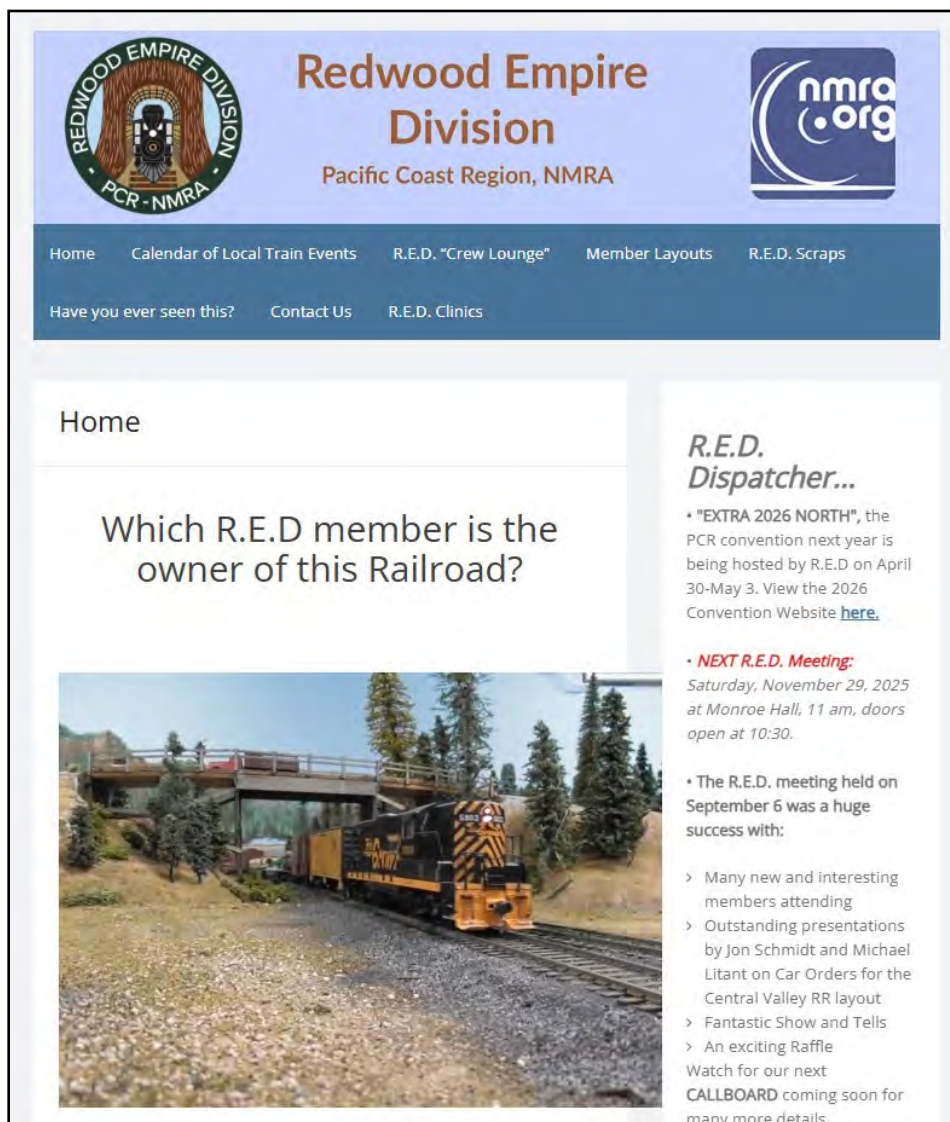 REDWOOD EMPIRE DIVISION
PCR-NMRA
Redwood Empire
Division
Pacific Coast Region, NMRA
nmra
.org
Home Calendar of Local Train Events R.E.D. “Crew Lounge” Member Layouts R.E.D. Scraps
Have you ever seen this? Contact Us R.E.D. Clinics
Home
Which R.E.D member is the
owner of this Railroad?
5903
R.E.D.
Dispatcher...
• "EXTRA 2026 NORTH", the
PCR convention next year is
being hosted by R.E.D on April
30-May 3. View the 2026
Convention Website here.
• NEXT R.E.D. Meeting:
Saturday, November 29, 2025
at Monroe Hall, 11 am, doors
open at 10:30.
• The R.E.D. meeting held on
September 6 was a huge
success with:
> Many new and interesting
members attending
> Outstanding presentations
by Jon Schmidt and Michael
Litant on Car Orders for the
Central Valley RR layout
> Fantastic Show and Tells
> An exciting Raffle
Watch for our next
CALLBOARD coming soon for
many more details